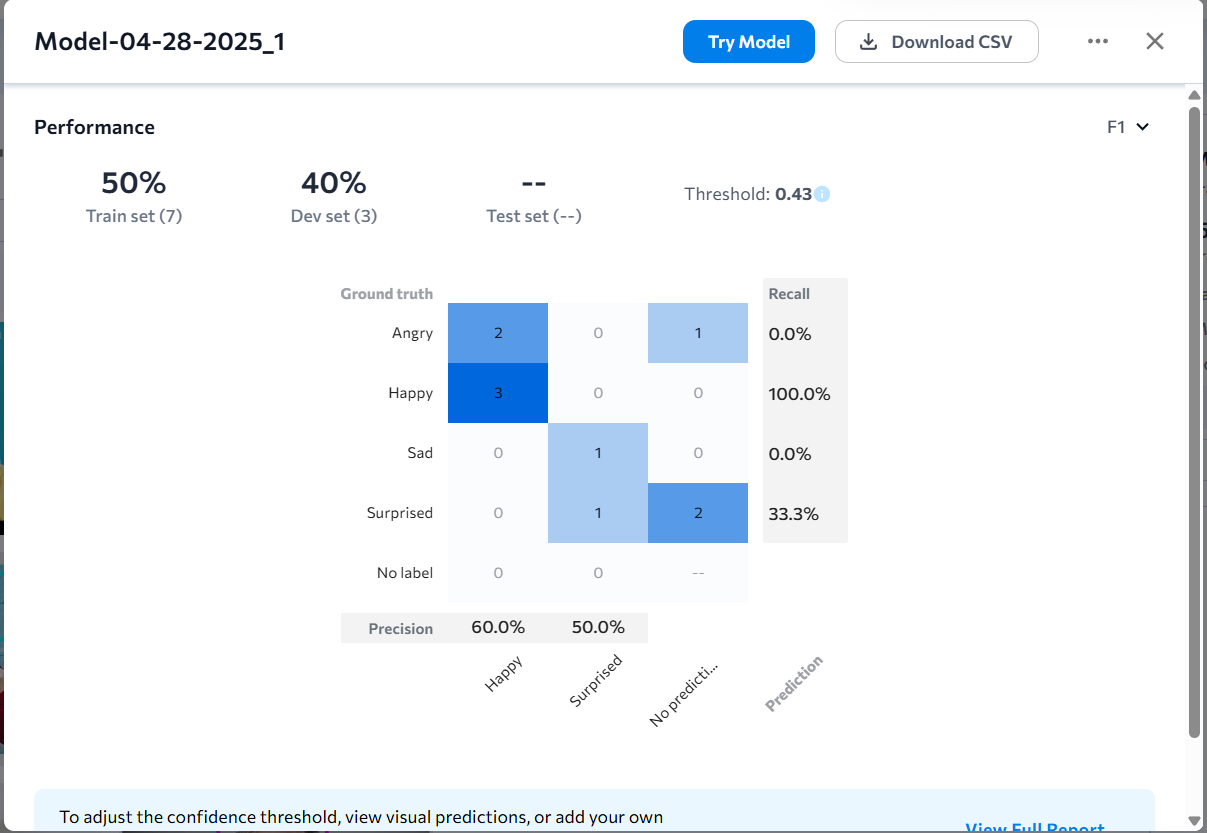 Model-04-28-2025_1
Try Model
Download CSV
Performance
F1
50%
40%
--
Train set (7)
Dev set (3)
Test set (--)
Threshold: 0.43
Ground truth
Recall
Angry 2 0 1 0.0%
Happy 3 0 0 100.0%
Sad 0 1 0 0.0%
Surprised 0 1 2 33.3%
No label 0 0 --
Precision 60.0% 50.0%
Happy
Surprised
No predicti...
Prediction
To adjust the confidence threshold, view visual predictions, or add your own
View Full Report